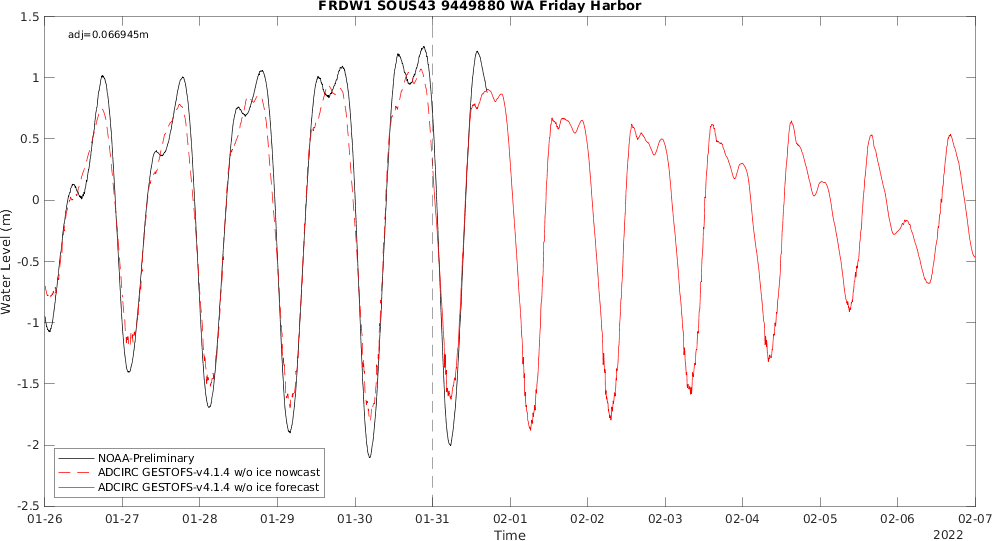 FRDW1 SOUS43 9449880 WA Friday Harbor
adj=0.066945m
1.5
1
0.5
0
-0.5
-1
-1.5
-2
-2.5
Water Level (m)
NOAA-Preliminary
ADCIRC GESTOFS-v4.1.4 w/o ice nowcast
ADCIRC GESTOFS-v4.1.4 w/o ice forecast
01-26 01-27 01-28 01-29 01-30 01-31 02-01 02-02 02-03 02-04 02-05 02-06 02-07
Time
2022